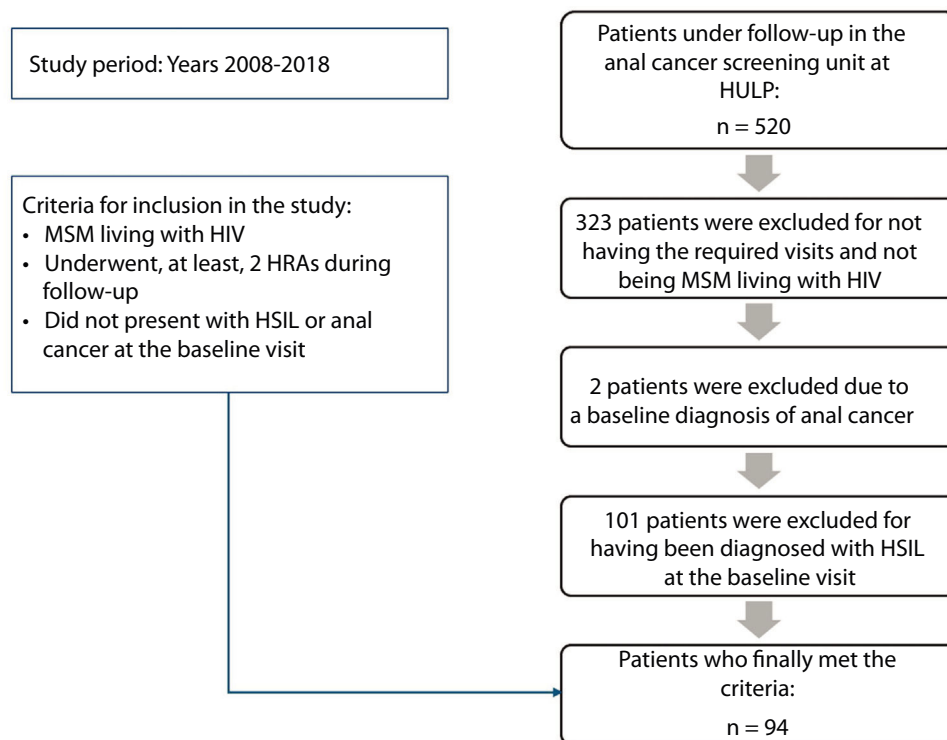 Study period: Years 2008-2018
Criteria for inclusion in the study:
• MSM living with HIV
• Underwent, at least, 2 HRAs during
follow-up
• Did not present with HSIL or anal
cancer at the baseline visit
Patients under follow-up in the
anal cancer screening unit at
HULP:
n = 520
323 patients were excluded for not
having the required visits and not
being MSM living with HIV
2 patients were excluded due to
a baseline diagnosis of anal cancer
101 patients were excluded for
having been diagnosed with HSIL
at the baseline visit
Patients who finally met the
criteria:
n = 94